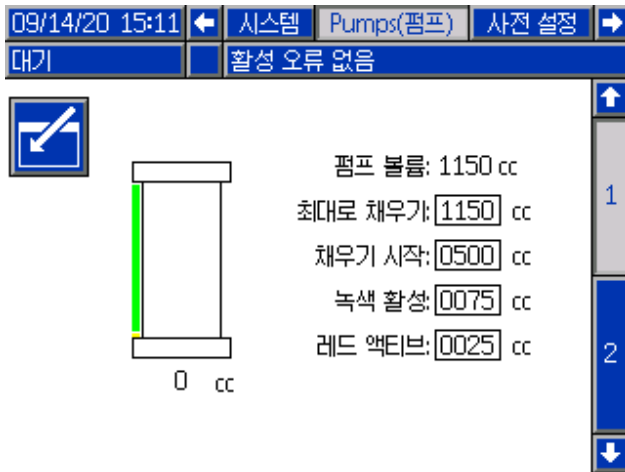 09/14/20 15:11 시스템 Pumps(펌프) 사전 설정
대기 활성 오류 없음
펌프 볼륨: 1150 cc
최대로 채우기: 1150 cc
채우기 시작: 0500 cc
녹색 활성: 0075 cc
레드 액티브: 0025 cc
0 cc
1
2